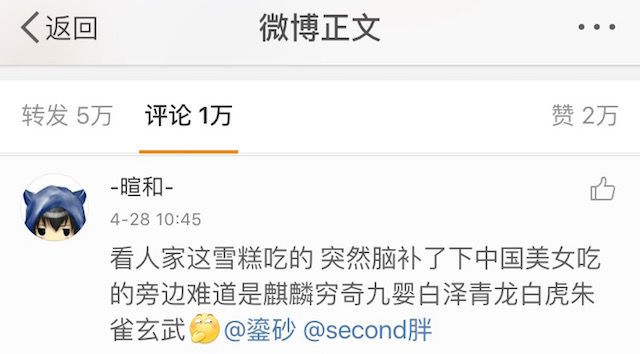 返回
微博正文
转发 5万
评论 1万
赞 2万
-暄和-
4-28 10:45
看人家这雪糕吃的 突然脑补了下中国美女吃
的旁边难道是麒麟穷奇九婴白泽青龙白虎朱
雀玄武 @鎏砂 @second胖